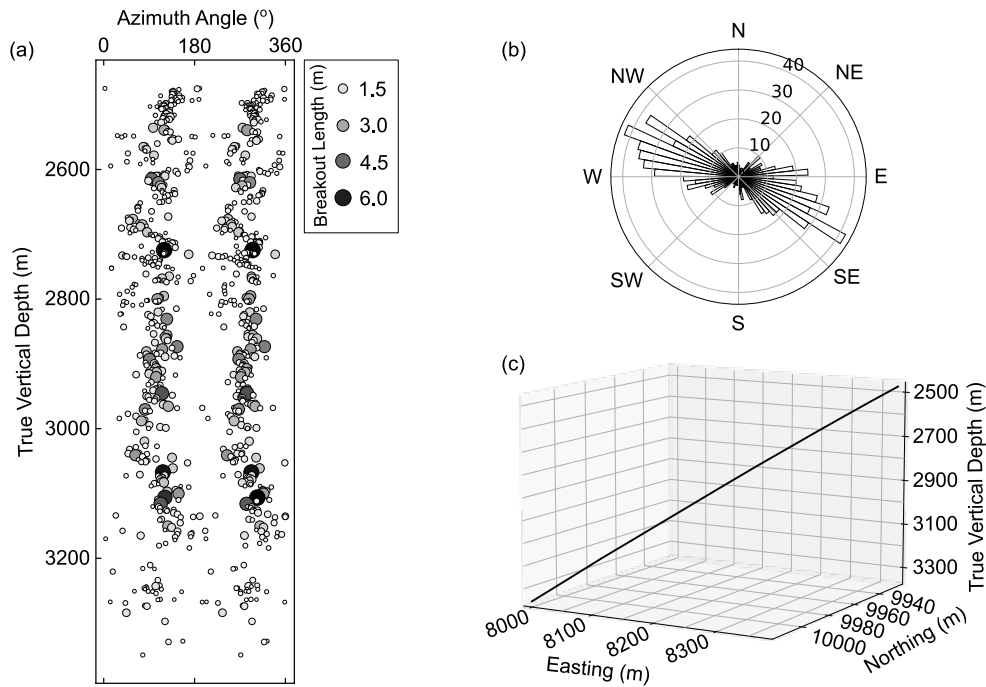 (a)
Azimuth Angle (°)
0 180 360
True Vertical Depth (m)
2600
2800
3000
3200
Breakout Length (m)
1.5
3.0
4.5
6.0
(b)
N
NE
E
SE
S
SW
W
NW
40
30
20
10
(c)
True Vertical Depth (m)
2500
2700
2900
3100
3300
Northing (m)
9940
9960
9980
10000
Easting (m)
8000
8100
8200
8300